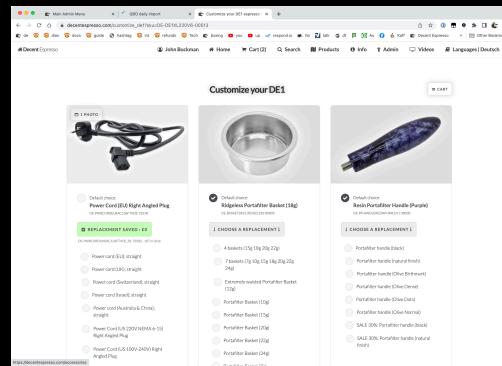 Main Admin Menu
QBO daily import
Customize your DE1 espresso
decentespresso.com/customize_de1?sku=DE-DE1XL220V6-00013
Decent Espresso
John Buckman
Home
Cart (2)
Search
Products
Info
Admin
Videos
Languages | Deutsch
Customize your DE1
CART
1 PHOTO
Default choice
Power Cord (EU) Right Angled Plug
REPLACEMENT SAVED : £0
Power cord (EU), straight
Power cord (UK), straight
Power cord (Switzerland), straight
Power cord (Israel), straight
Power cord (Australia & China), straight
Power Cord (US 220V NEMA 6-15) Right Angled Plug
Power Cord (US 100V-240V) Right Angled Plug
Default choice
Ridgeless Portafilter Basket (18g)
[ CHOOSE A REPLACEMENT ]
4 baskets (15g 18g 22g)
7 baskets (7g 10g 15g 18g 20g 22g 24g)
Extremely waisted Portafilter Basket (12g)
Portafilter Basket (10g)
Portafilter Basket (15g)
Portafilter Basket (20g)
Portafilter Basket (22g)
Portafilter Basket (24g)
Default choice
Resin Portafilter Handle (Purple)
[ CHOOSE A REPLACEMENT ]
Portafilter handle (black)
Portafilter handle (natural finish)
Portafilter handle (Olive Birthmark)
Portafilter handle (Olive Dense)
Portafilter handle (Olive Dots)
Portafilter handle (Olive Normal)
SALE 30%: Portafilter handle (black)
SALE 30%: Portafilter handle (natural finish)
https://decentespresso.com/accessories